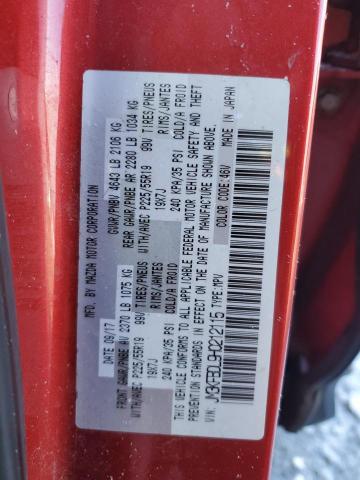 MFD. BY: MAZDA MOTOR CORPORATION
DATE: 09/17 GVWR/PNBV 4643 LB 2106 KG
FRONT GAWR/PNBE AV 2370 LB 1075 KG REAR GAWR/PNBE AR 2280 LB 1034 KG
WITH/AVEC P225/55R19 99V TIRES/PNEUS WITH/AVEC P225/55R19 99V TIRES/PNEUS
19X7J RIMS/JANTES 19X7J RIMS/JANTES
240 KPA/35 PSI COLD/A FROID 240 KPA/35 PSI COLD/A FROID
THIS VEHICLE CONFORMS TO ALL APPLICABLE FEDERAL MOTOR VEHICLE SAFETY AND THEFT
PREVENTION STANDARDS IN EFFECT ON THE DATE OF MANUFACTURE SHOWN ABOVE.
VIN: TYPE:MPV COLOR CODE:46V MADE IN JAPAN